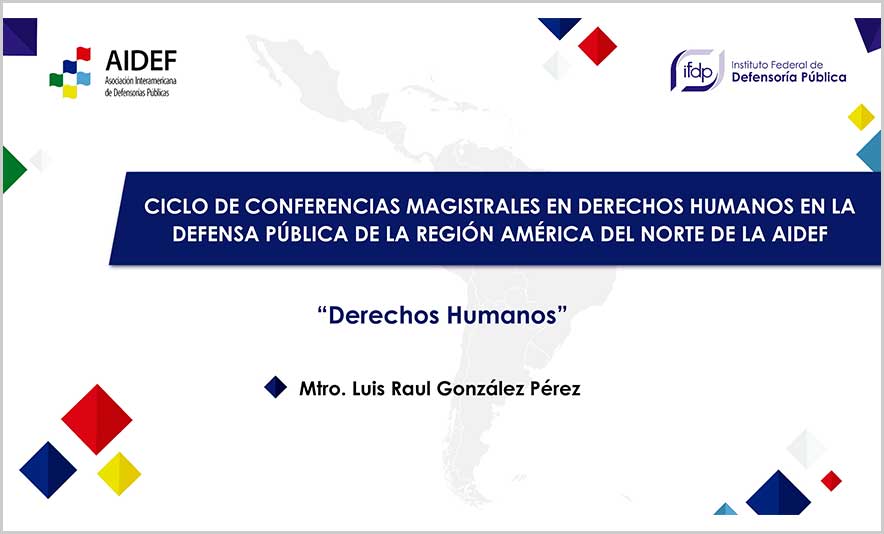 AIDEF
Asociación Interamericana
de Defensorías Públicas
ifdp
Instituto Federal de
Defensoría Pública
CICLO DE CONFERENCIAS MAGISTRALES EN DERECHOS HUMANOS EN LA
DEFENSA PÚBLICA DE LA REGIÓN AMÉRICA DEL NORTE DE LA AIDEF
“Derechos Humanos”
Mtro. Luis Raul González Pérez